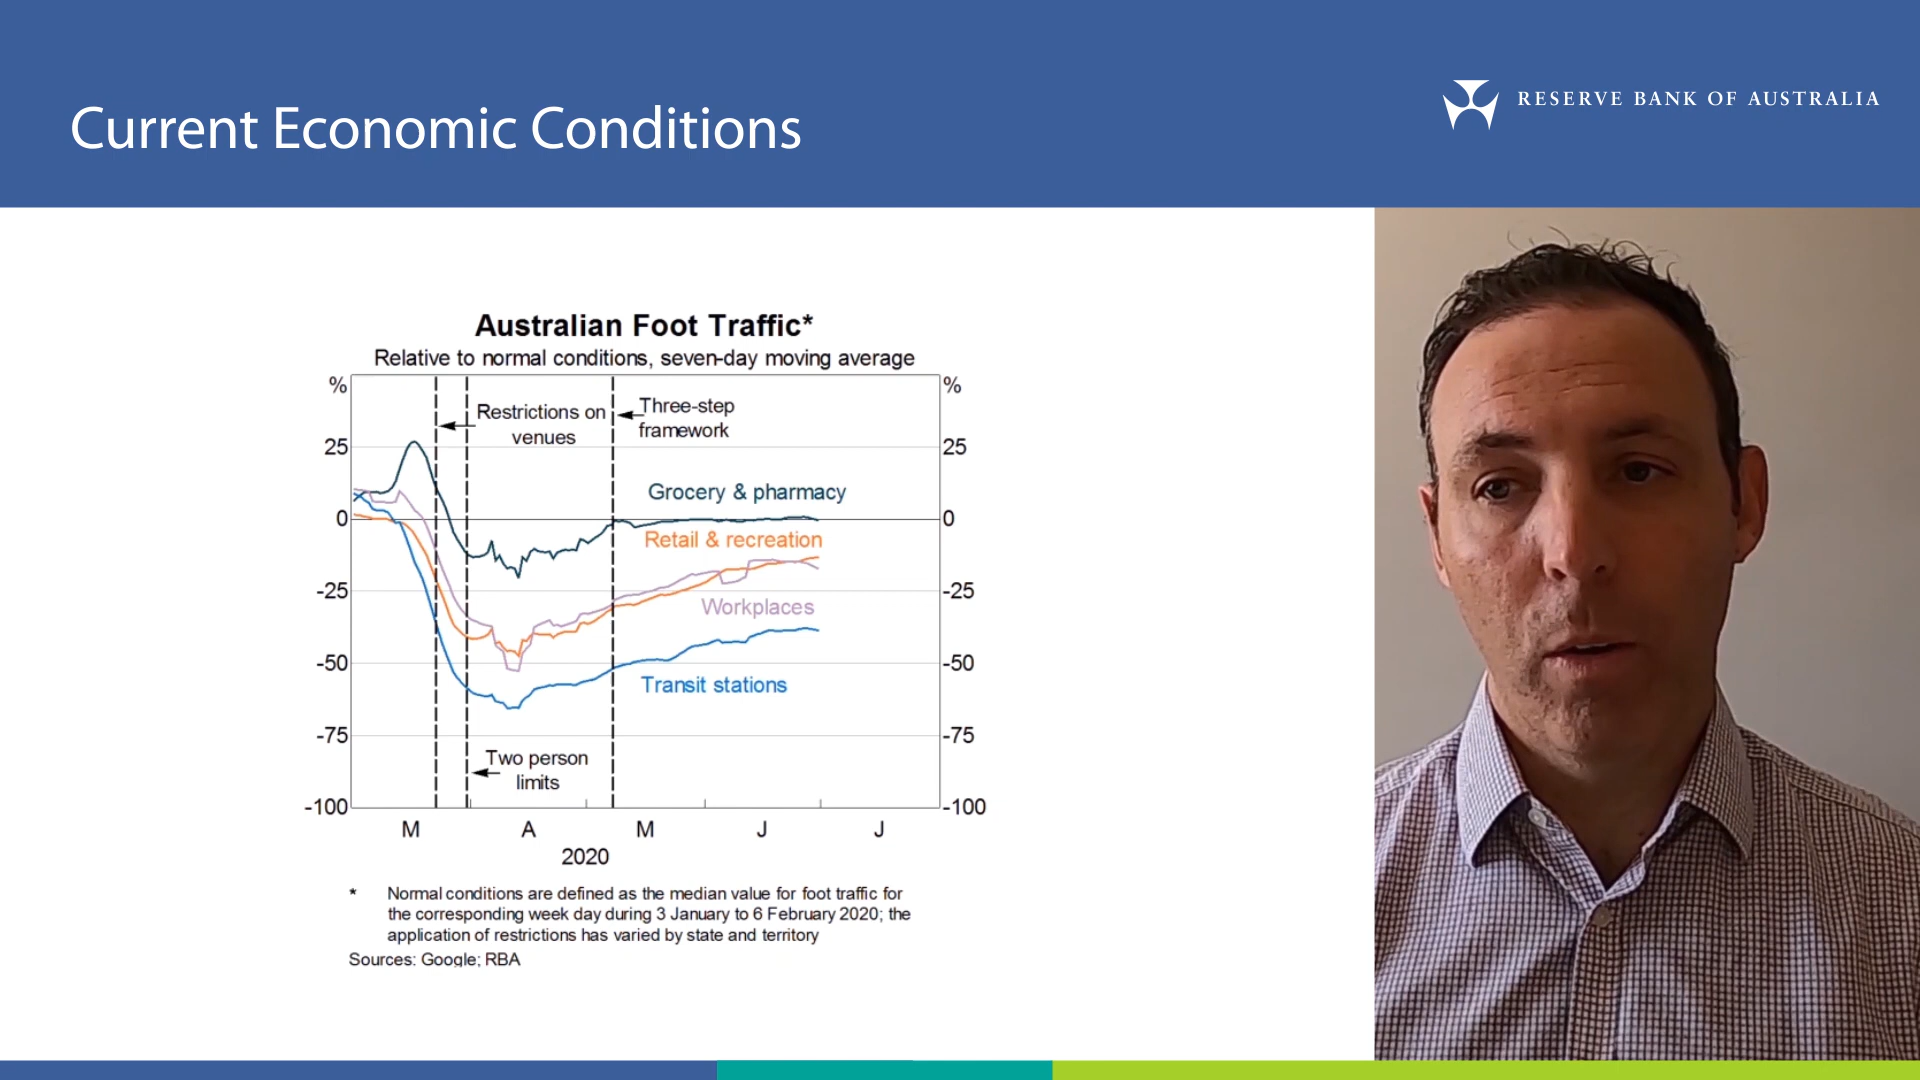 Current Economic Conditions
RESERVE BANK OF AUSTRALIA
Australian Foot Traffic*
Relative to normal conditions, seven-day moving average
% %
Restrictions on
venues
Three-step
framework
25 25
Grocery & pharmacy
0 0
Retail & recreation
-25 -25
Workplaces
-50 -50
Transit stations
-75 -75
Two person
limits
-100 -100
M A M J J
2020
* Normal conditions are defined as the median value for foot traffic for
the corresponding week day during 3 January to 6 February 2020; the
application of restrictions has varied by state and territory
Sources: Google; RBA